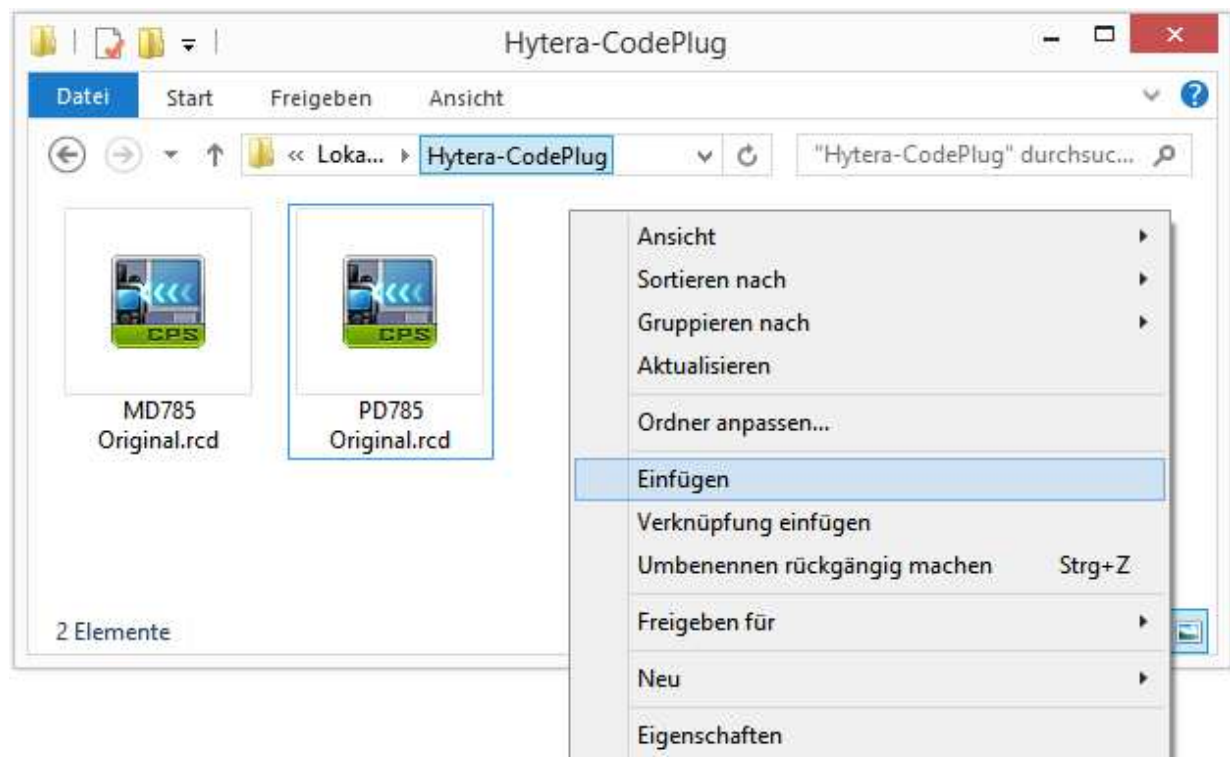 Hytera-CodePlug
Datei Start Freigeben Ansicht
« Loka... Hytera-CodePlug "Hytera-CodePlug" durchsuc...
CPS
CPS
MD785
Original.rcd
PD785
Original.rcd
2 Elemente
Ansicht
Sortieren nach
Gruppieren nach
Aktualisieren
Ordner anpassen...
Einfügen
Verknüpfung einfügen
Umbenennen rückgängig machen Strg+Z
Freigeben für
Neu
Eigenschaften